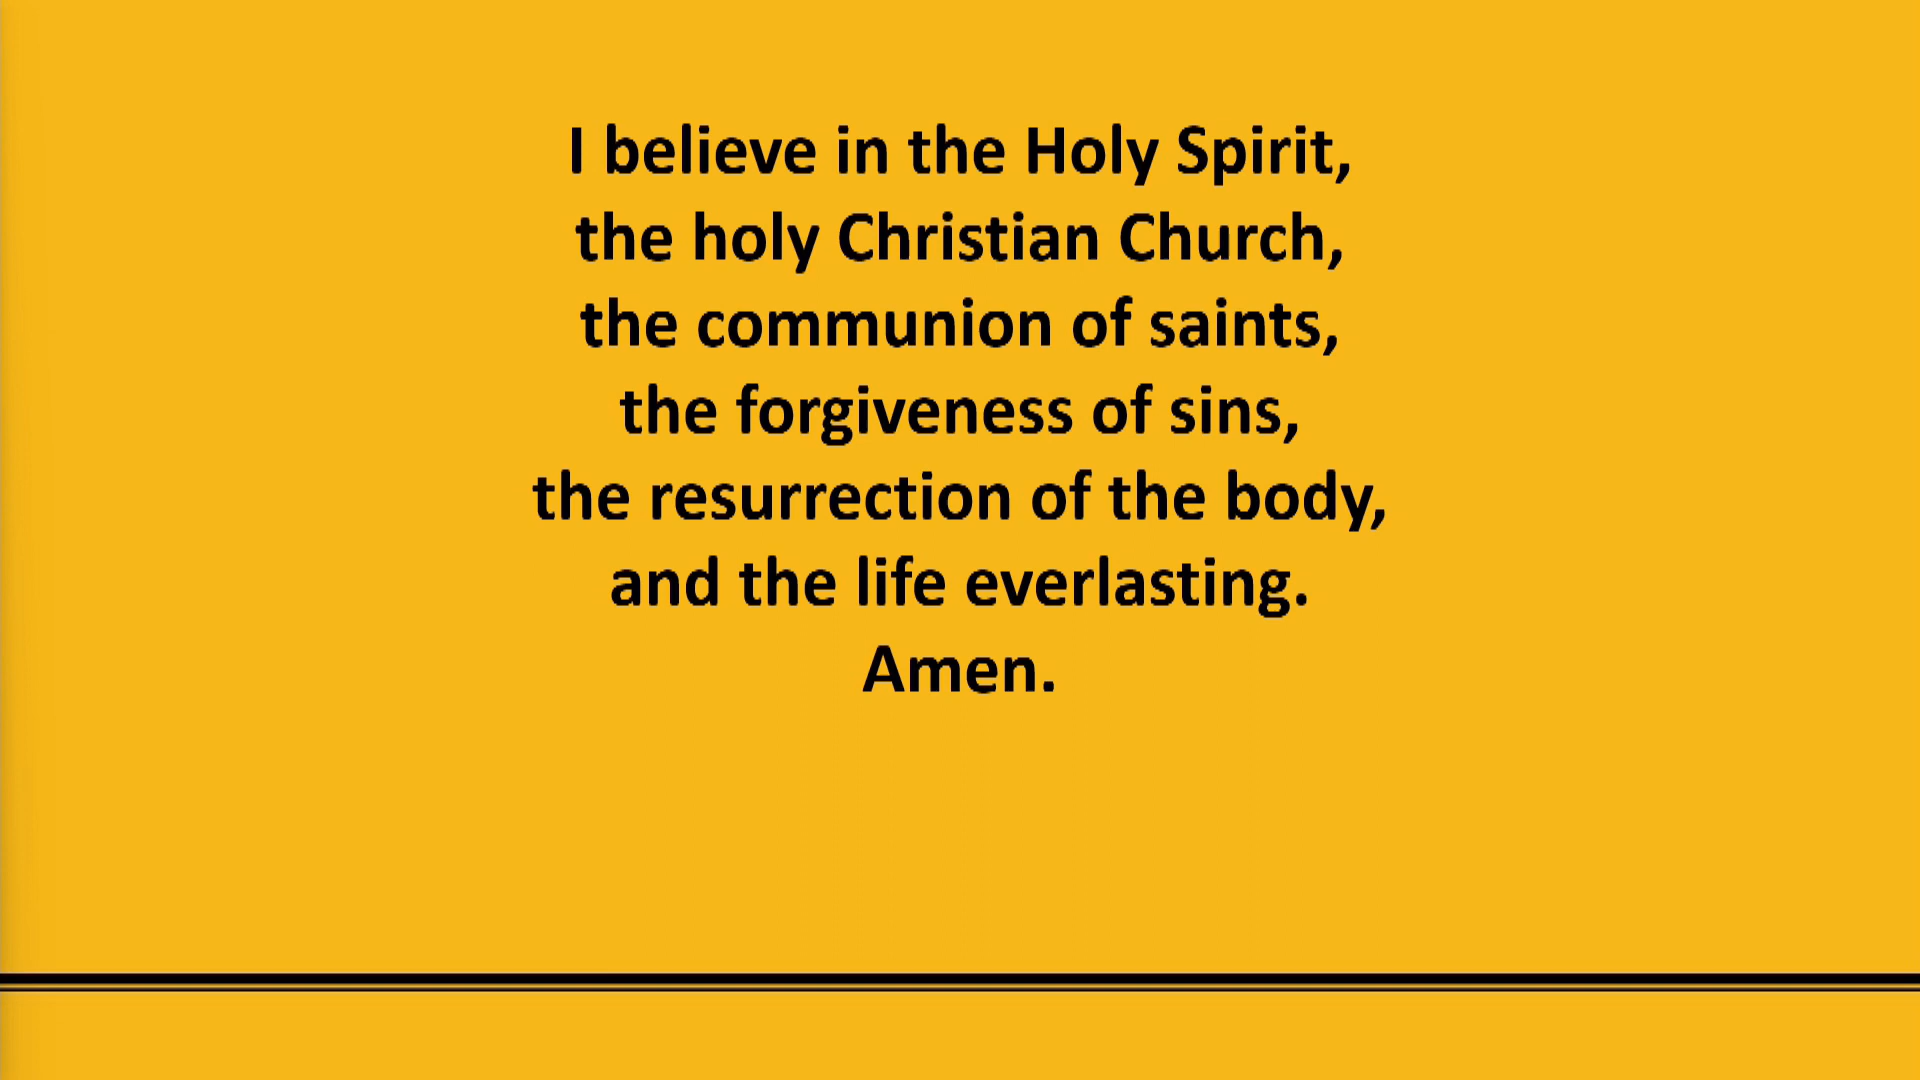 I believe in the Holy Spirit,
the holy Christian Church,
the communion of saints,
the forgiveness of sins,
the resurrection of the body,
and the life everlasting.
Amen.